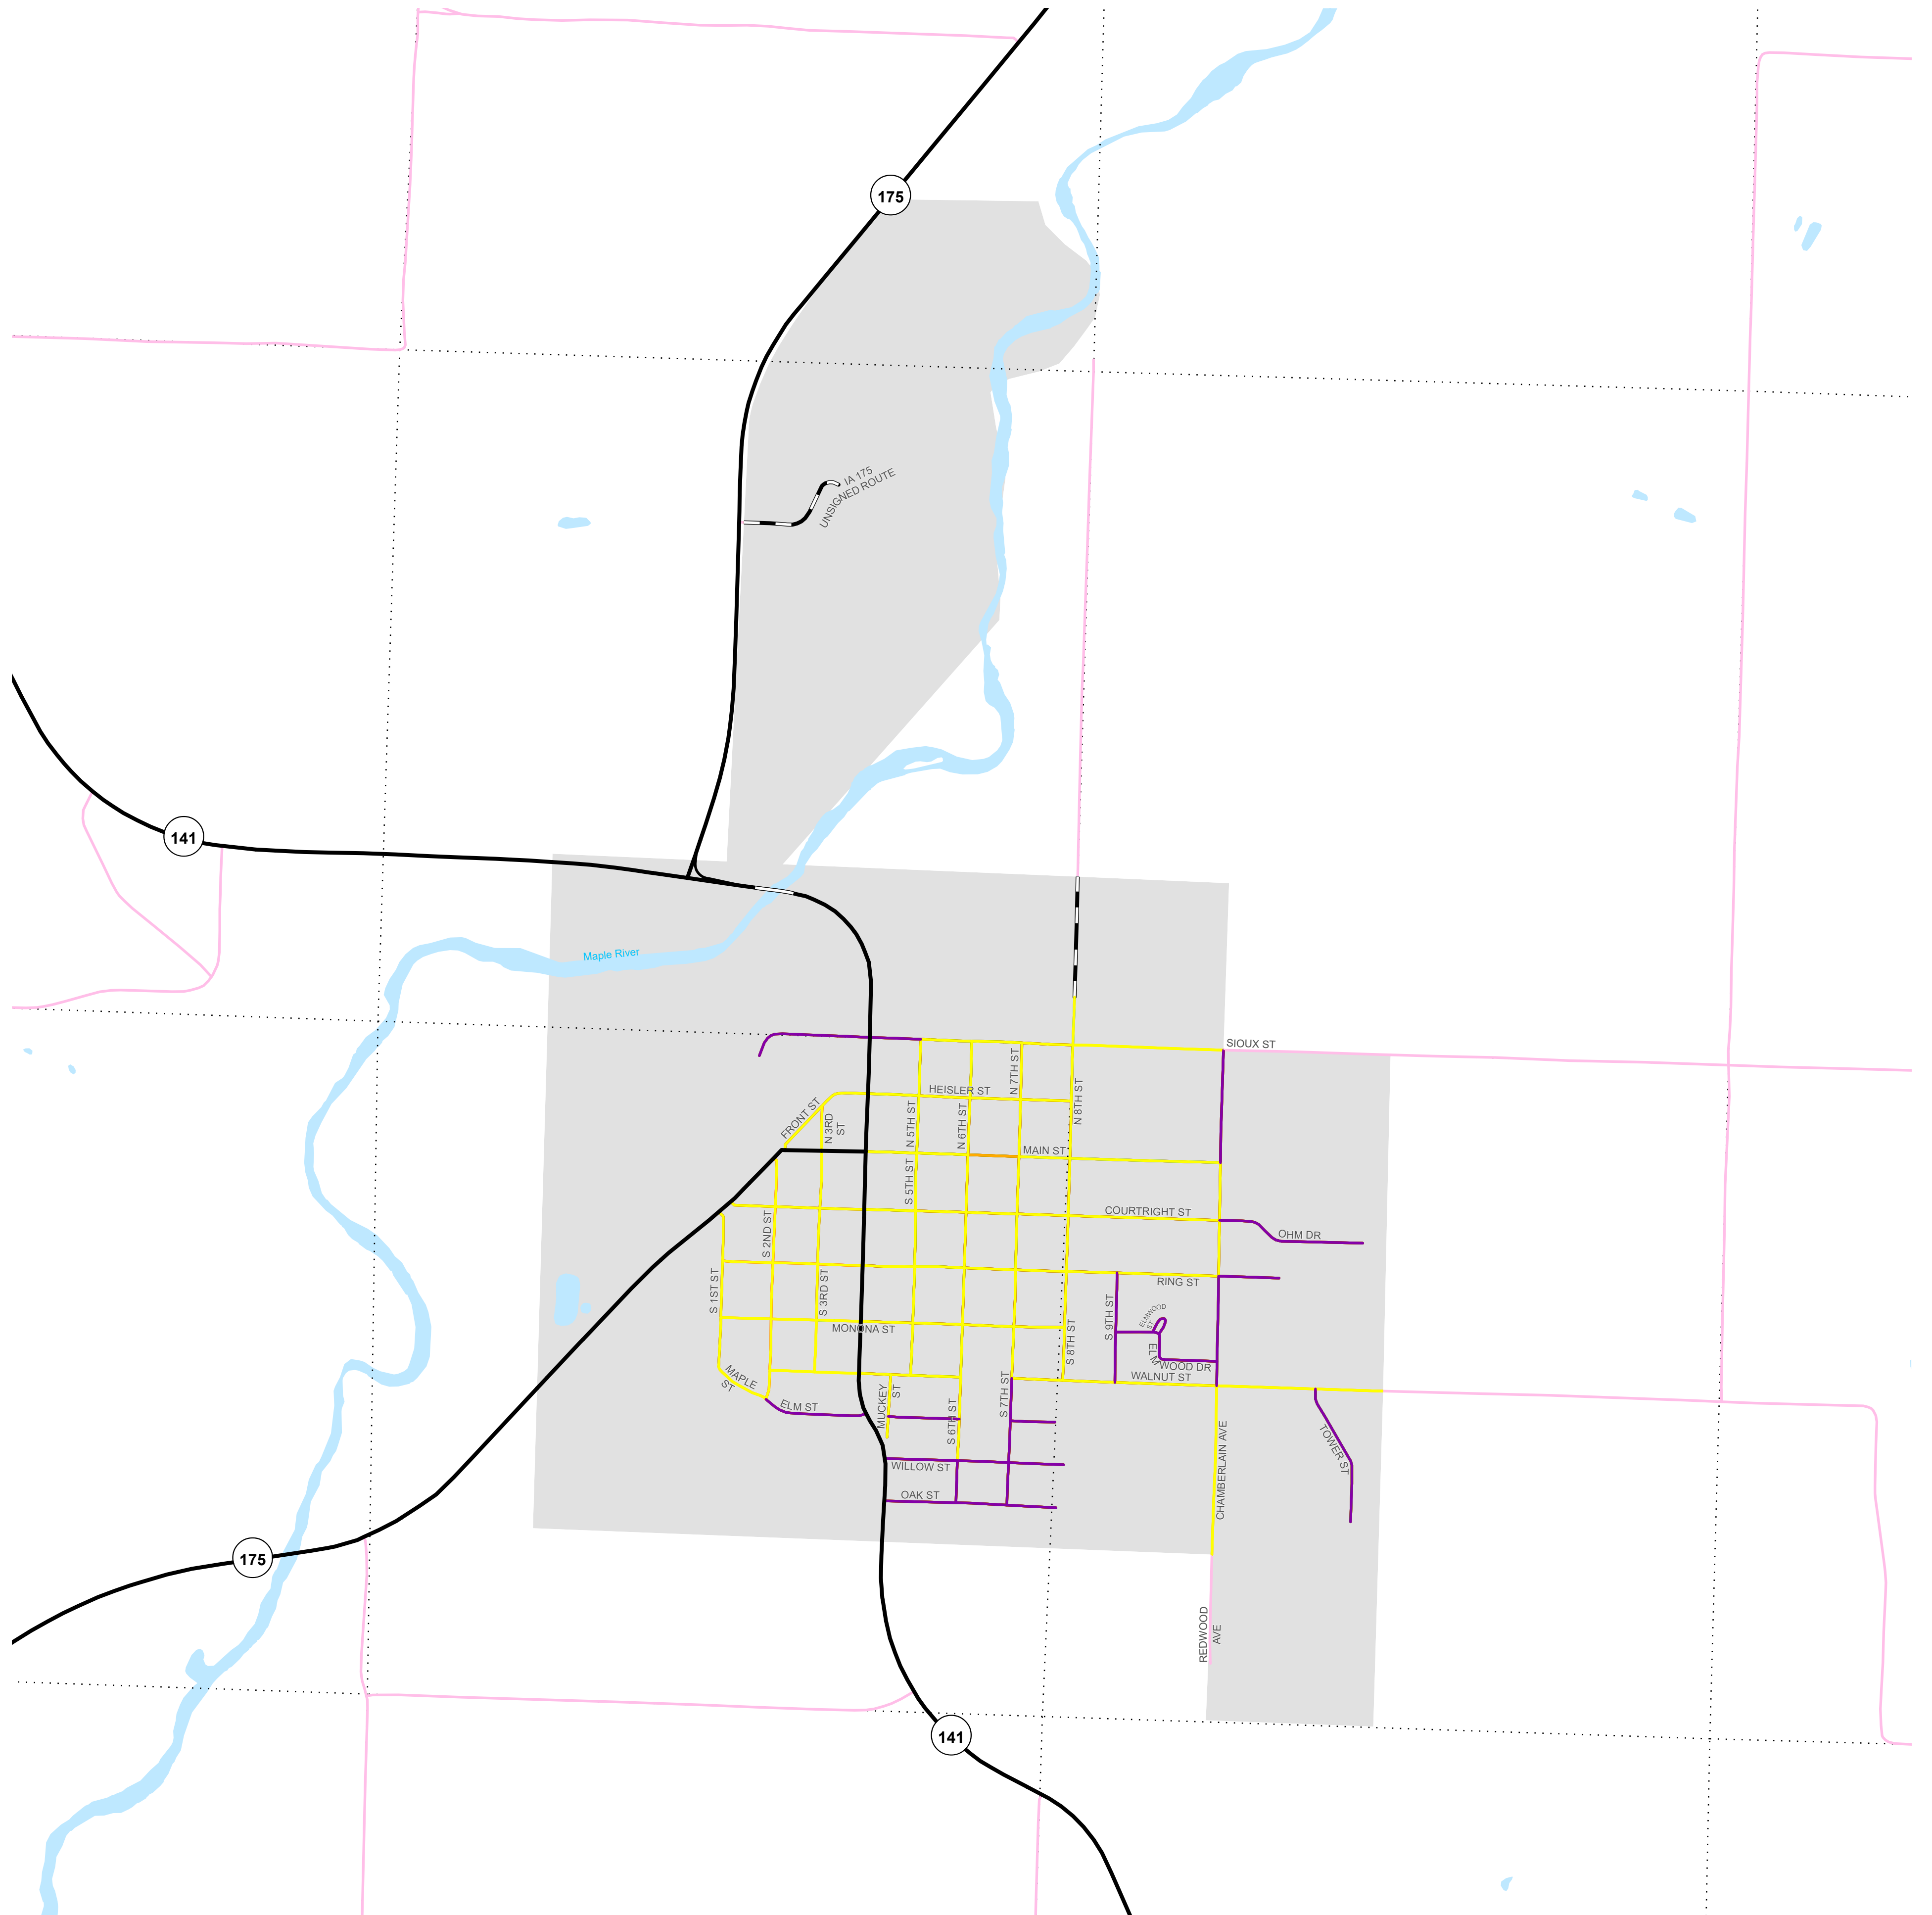 175
IA 175
UNSIGNED ROUTE
141
Maple River
SIOUX ST
N 7TH ST
HEISLER ST
N 8TH ST
FRONT ST
N 3RD
ST
N 5TH ST
N 6TH ST
MAIN ST
S 5TH ST
COURTRIGHT ST
S 2ND ST
OHM DR
S 1ST ST
S 3RD ST
RING ST
S 9TH ST
ELMWOOD
ST
MONONA ST
S 8TH ST
ELM
WOOD DR
WALNUT ST
MAPLE
ST
ELM ST
MUCKEY
ST
S 6TH ST
S 7TH ST
CHAMBERLAIN AVE
TOWER ST
WILLOW ST
OAK ST
175
REDWOOD
AVE
141